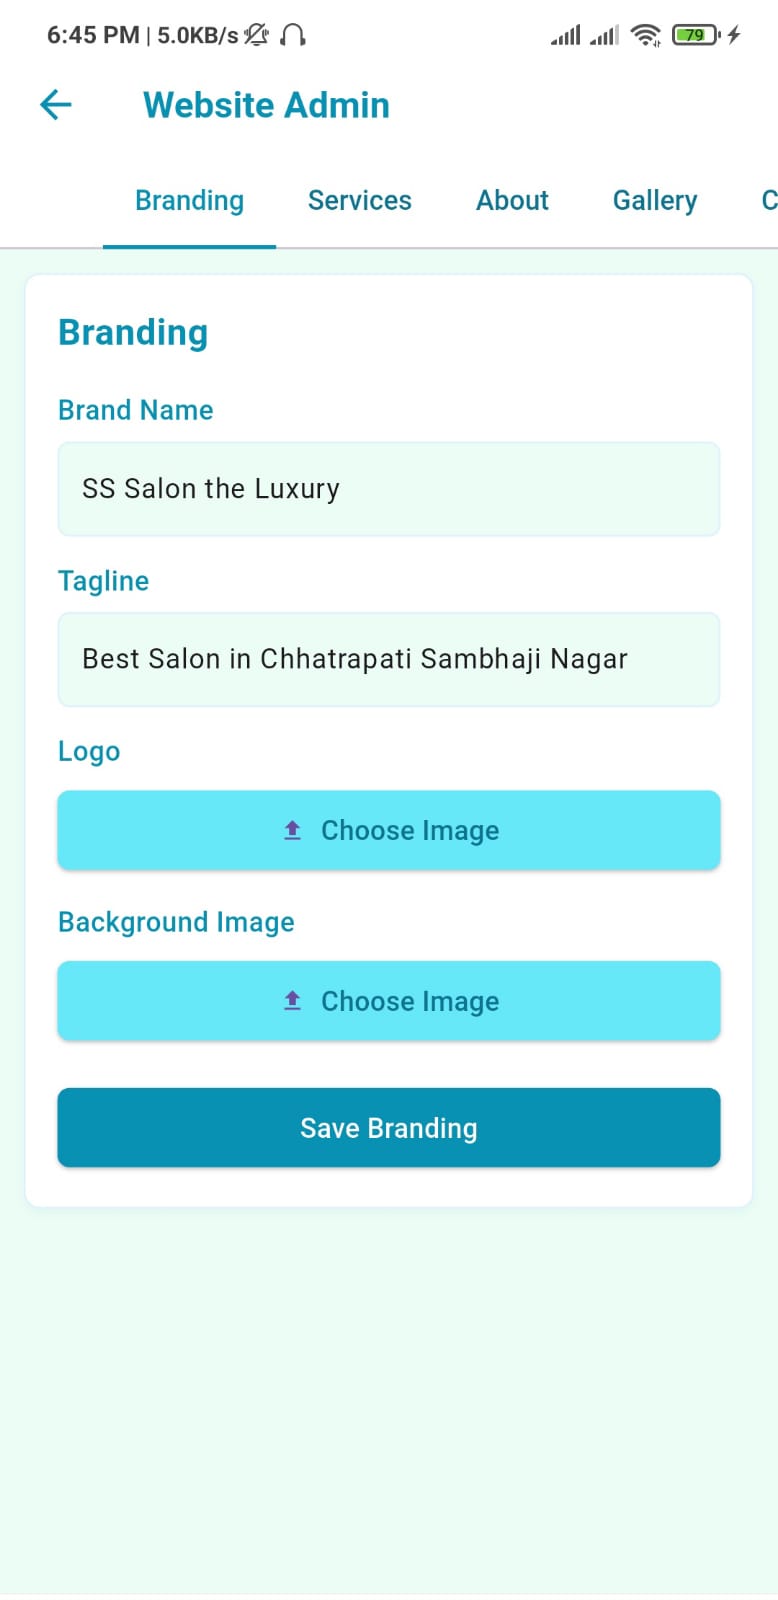 6:45 PM | 5.0KB/s 79
Website Admin
Branding Services About Gallery C
Branding
Brand Name
SS Salon the Luxury
Tagline
Best Salon in Chhatrapati Sambhaji Nagar
Logo
Choose Image
Background Image
Choose Image
Save Branding